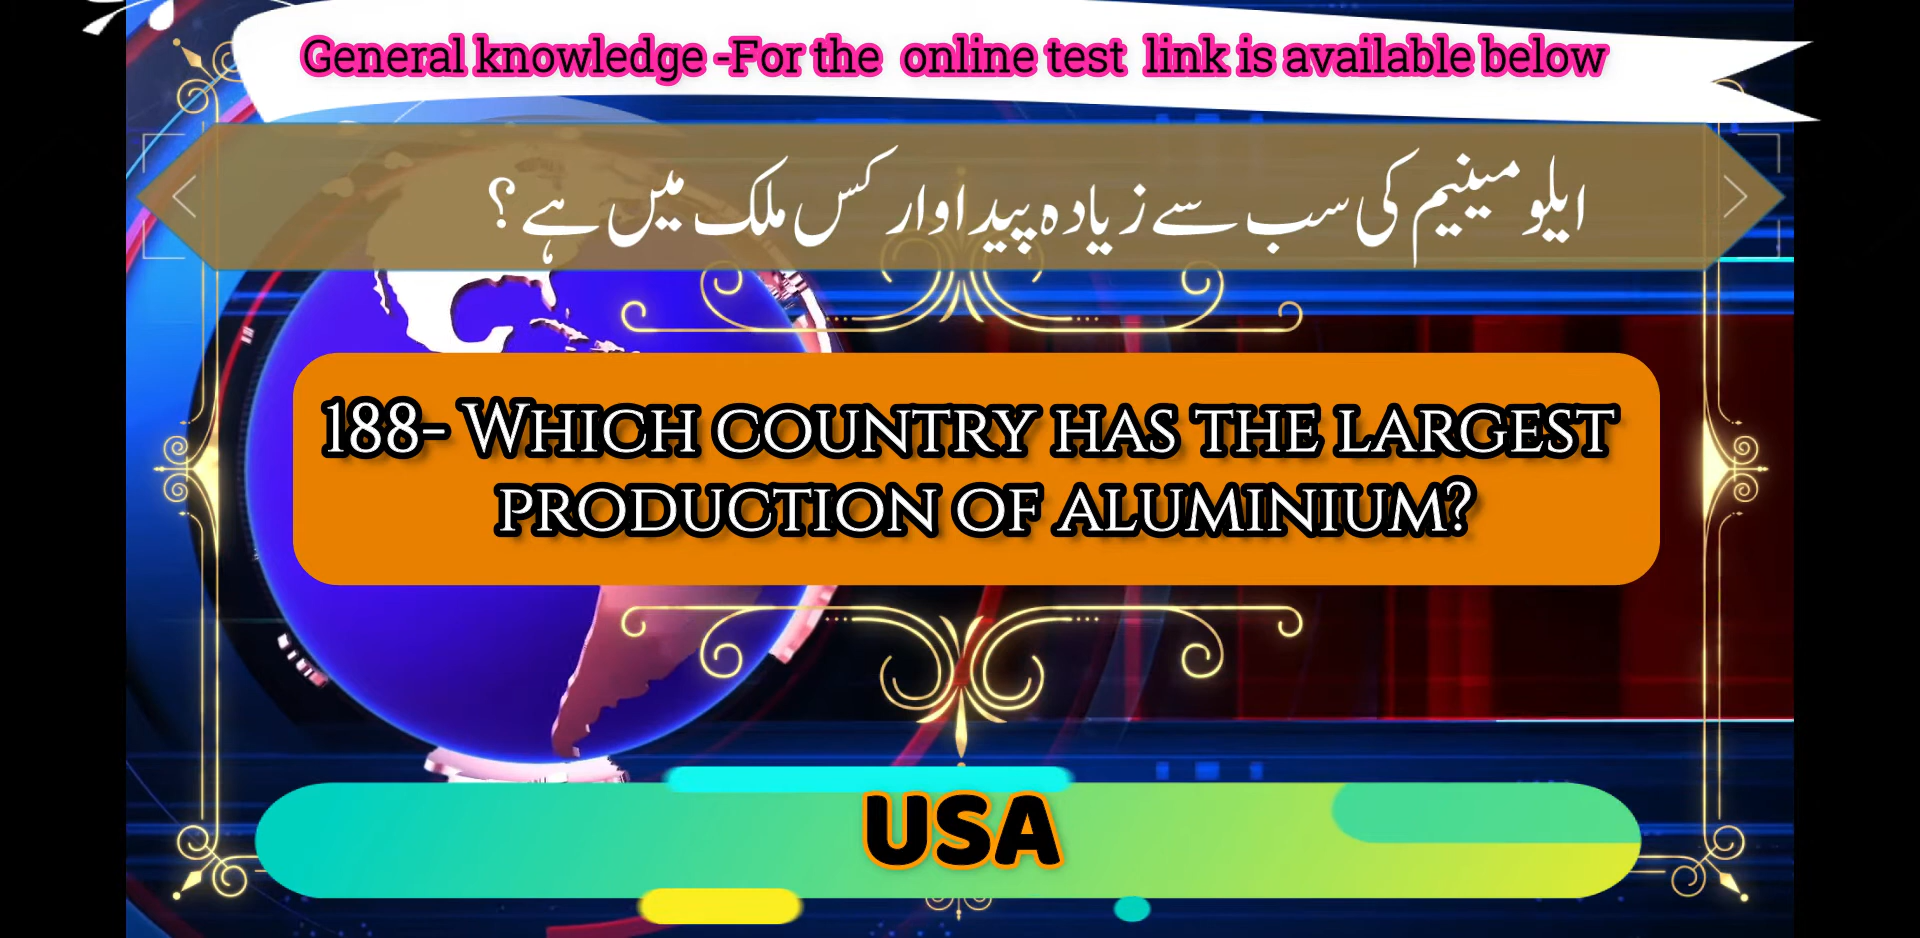 General knowledge -For the online test link is available below
ایلومینیم کی سب سے زیادہ پیداوار کس ملک میں ہے؟
188- Which country has the largest
production of aluminium?
USA